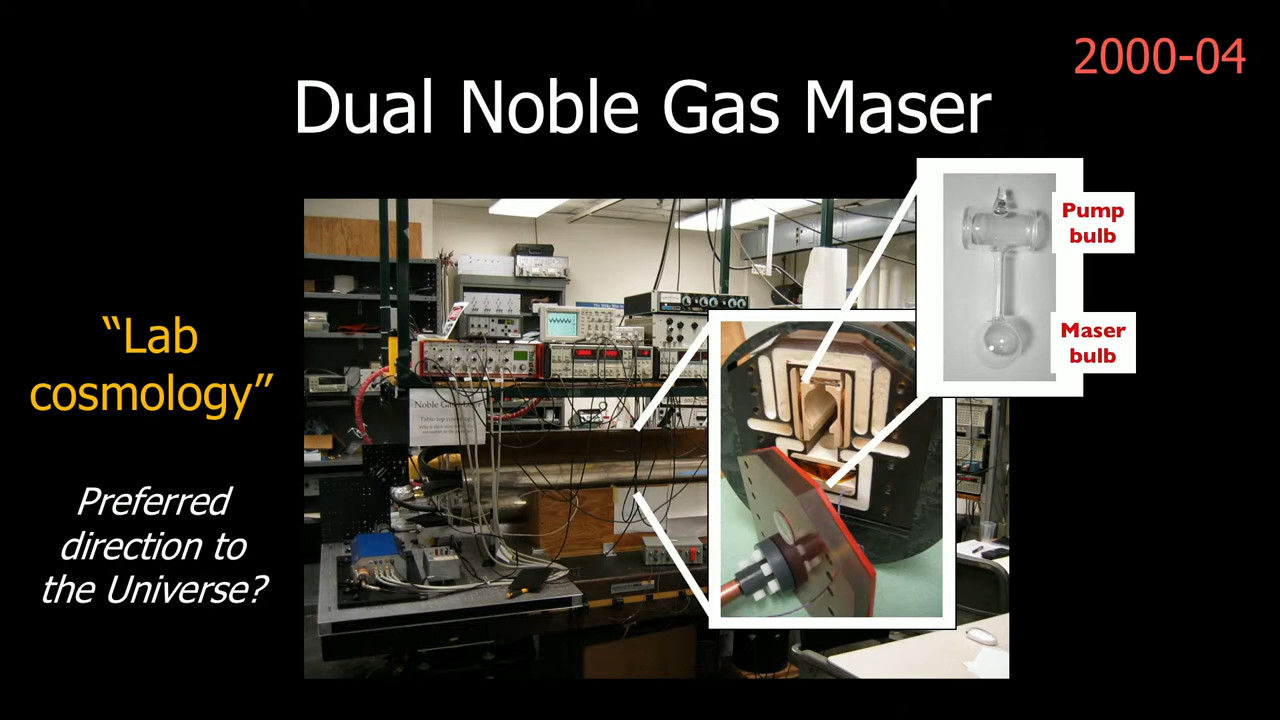 2000-04
Dual Noble Gas Maser
Pump
bulb
Maser
bulb
“Lab
cosmology”
Preferred
direction to
the Universe?
Noble Gas Maser